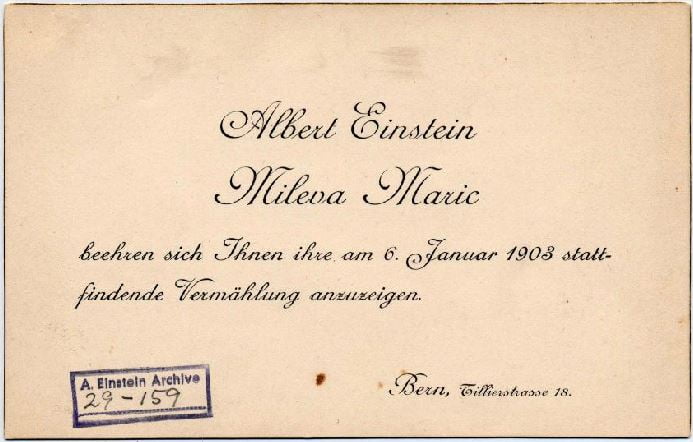 Albert Einstein
Mileva Maric
beehren sich Ihnen ihre am 6. Januar 1903 statt-
findende Vermählung anzuzeigen.
A. Einstein Archive
29-159
Bern, Tillierstrasse 18.